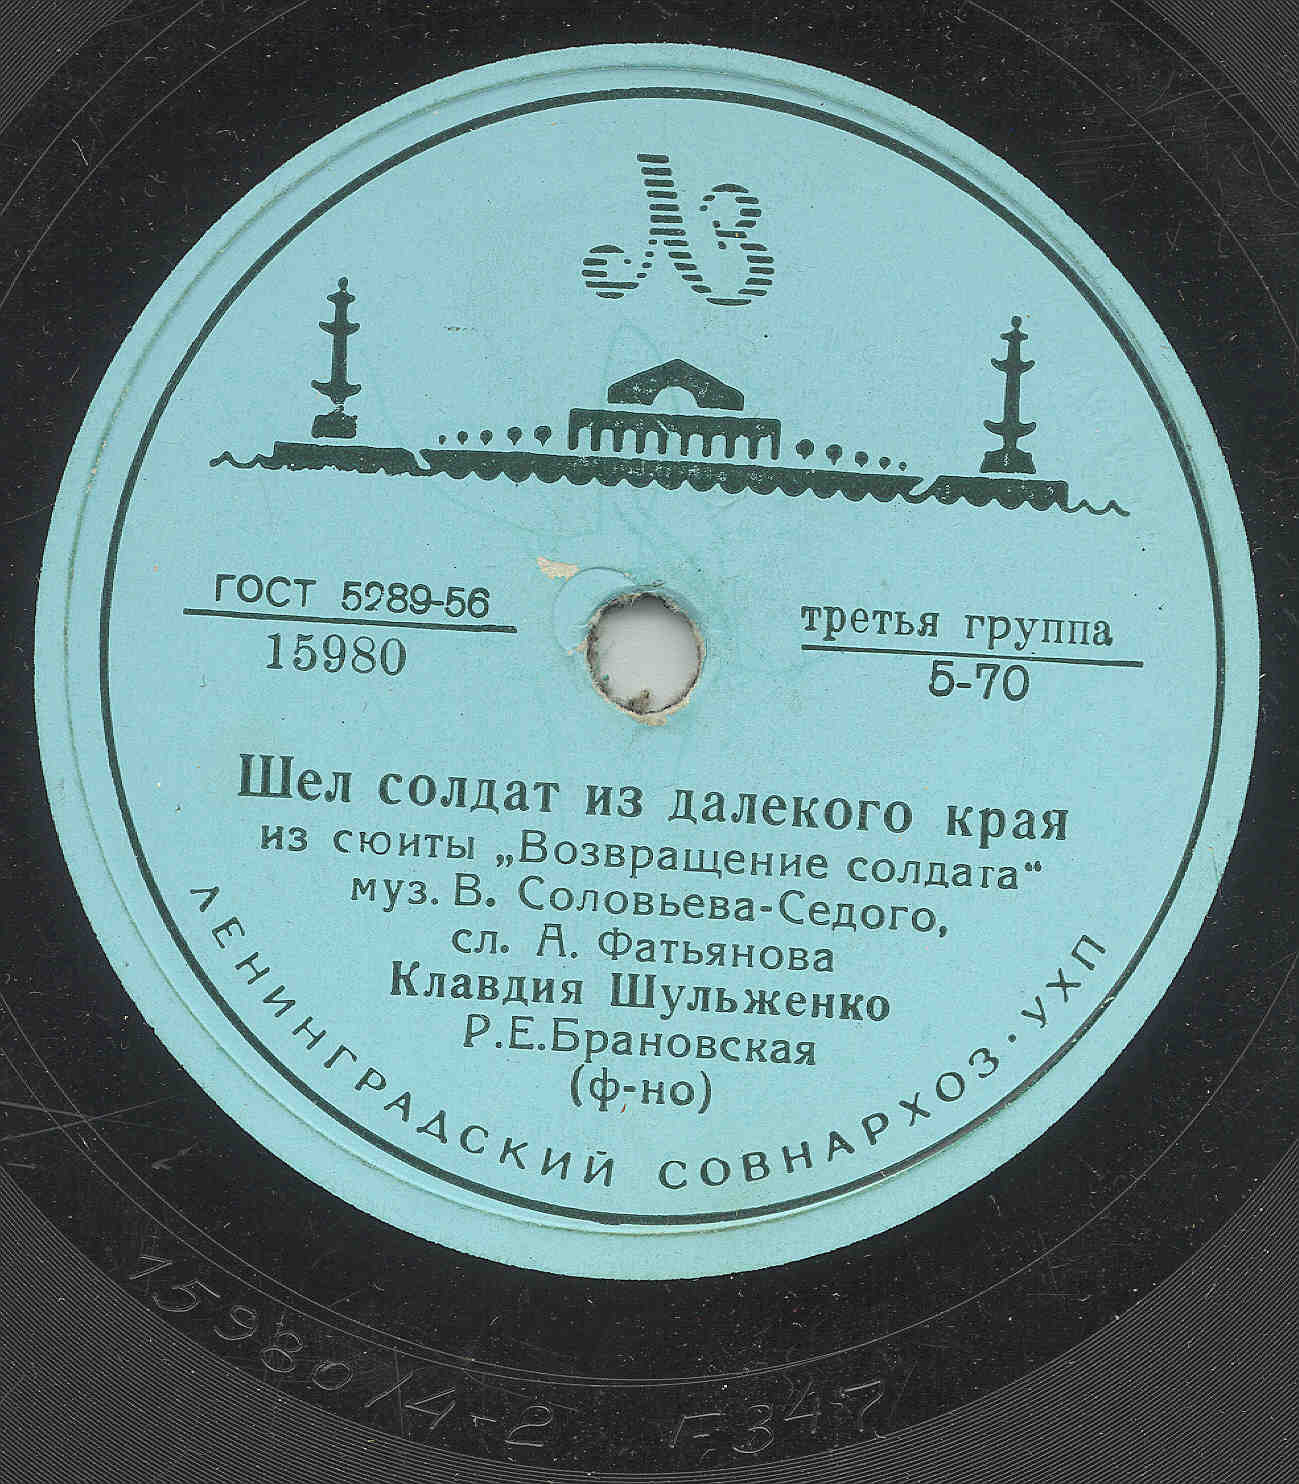 ГОСТ 5289-56
15980
третья группа
5-70
Шел солдат из далекого края
из сюиты „Возвращение солдата“
муз. В. Соловьева-Седого,
сл. А. Фатьянова
Клавдия Шульженко
Р.Е.Брановская
(ф-но)
ЛЕНИНГРАДСКИЙ СОВНАРХОЗ·УХП
15980/4-2 Г347